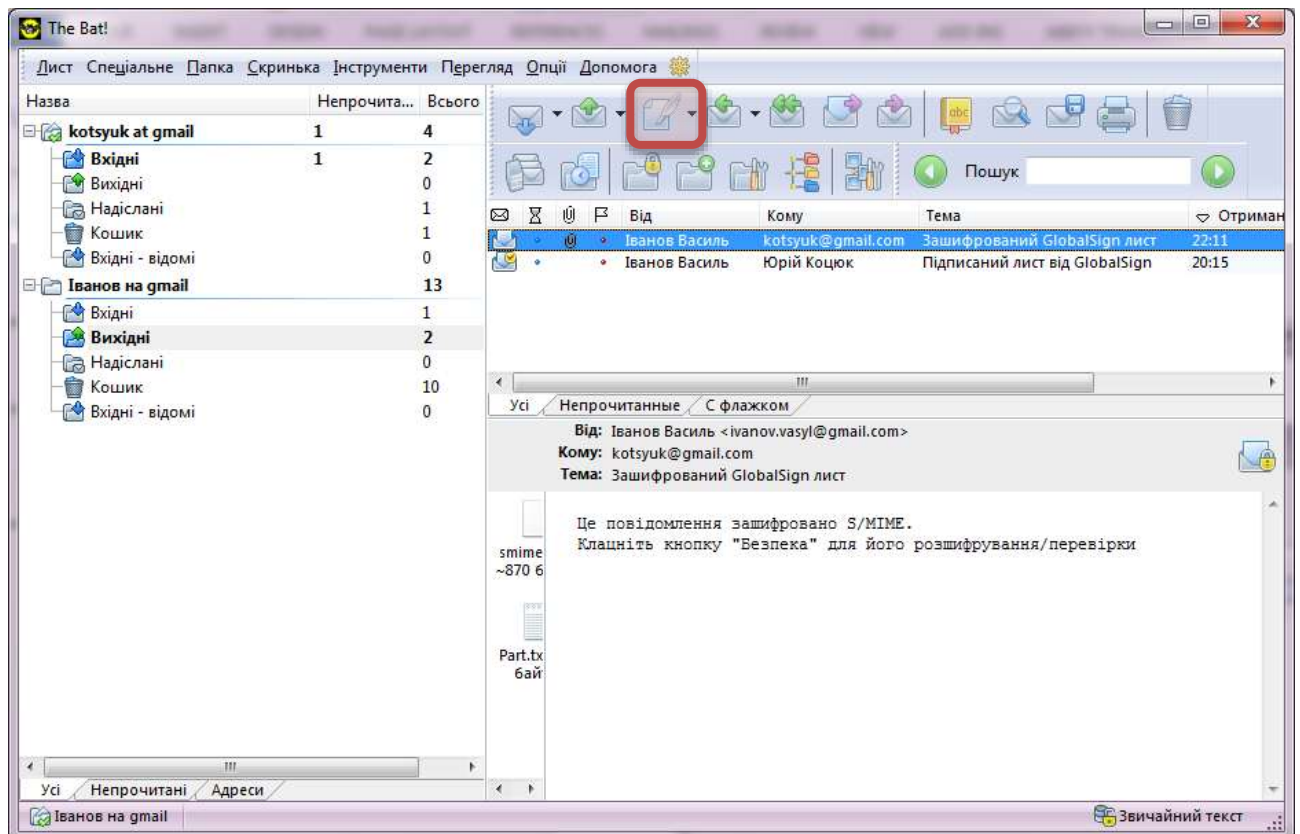 The Bat!
Лист Спеціальне Папка Скринька Інструменти Перегляд Опції Допомога
Назва Непрочита... Всього
kotsyuk at gmail 1 4
Вхідні 1 2
Вихідні 0
Надіслані 1
Кошик 1
Вхідні - відомі 0
Іванов на gmail 13
Вхідні 1
Вихідні 2
Надіслані 0
Кошик 10
Вхідні - відомі 0
Усі Непрочитані Адреси
abc
Пошук
Від Кому Тема Отриман
Іванов Василь kotsyuk@gmail.com Зашифрований GlobalSign лист 22:11
Іванов Василь Юрій Коцюк Підписаний лист від GlobalSign 20:15
Усі Непрочитанные С флажком
Від: Іванов Василь <ivanov.vasyl@gmail.com>
Кому: kotsyuk@gmail.com
Тема: Зашифрований GlobalSign лист
smime
~870 б
Part.tx
бай
Це повідомлення зашифровано S/MIME.
Клацніть кнопку "Безпека" для його розшифрування/перевірки
Іванов на gmail Звичайний текст